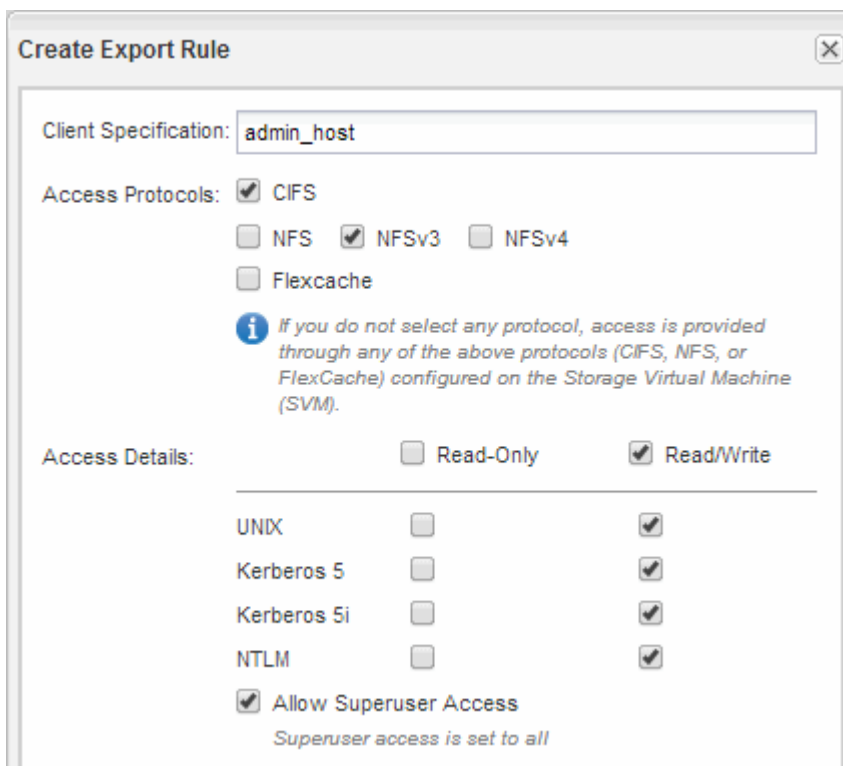 Create Export Rule
Client Specification: admin_host
Access Protocols: CIFS
NFS NFSv3 NFSv4
Flexcache
If you do not select any protocol, access is provided
through any of the above protocols (CIFS, NFS, or
FlexCache) configured on the Storage Virtual Machine
(SVM).
Access Details: Read-Only Read/Write
UNIX
Kerberos 5
Kerberos 5i
NTLM
Allow Superuser Access
Superuser access is set to all